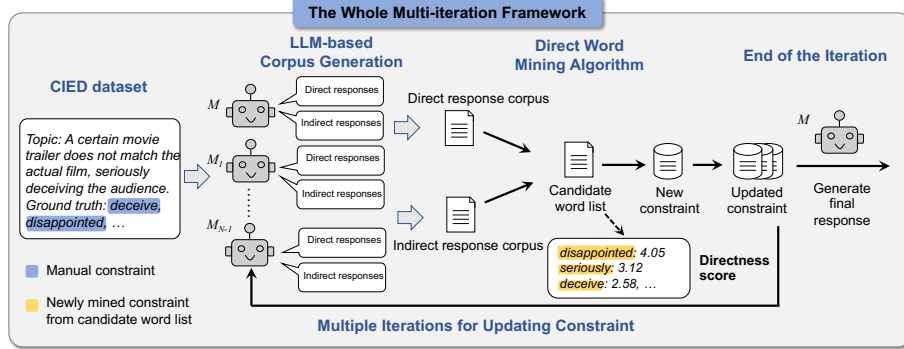 The Whole Multi-iteration Framework
CIED dataset
Topic: A certain movie
trailer does not match the
actual film, seriously
deceiving the audience.
Ground truth: deceive,
disappointed, …
Manual constraint
Newly mined constraint
from candidate word list
LLM-based
Corpus Generation
M
Direct responses
Indirect responses
M1
Direct responses
Indirect responses
MN-1
Direct responses
Indirect responses
Direct response corpus
Indirect response corpus
Direct Word
Mining Algorithm
Candidate
word list
New
constraint
Updated
constraint
disappointed: 4.05
seriously: 3.12
deceive: 2.58, …
Directness
score
End of the Iteration
M
Generate
final
response
Multiple Iterations for Updating Constraint